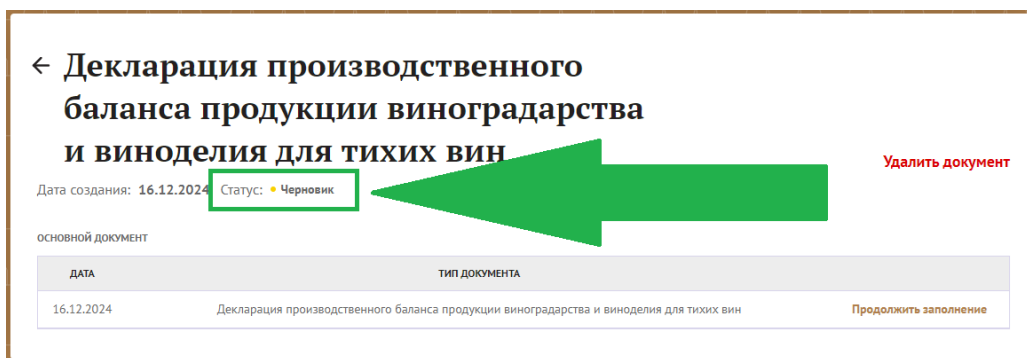 ← Декларация производственного
баланса продукции виноградарства
и виноделия для тихих вин
Удалить документ
Дата создания: 16.12.2024 Статус: • Черновик
ОСНОВНОЙ ДОКУМЕНТ
ДАТА ТИП ДОКУМЕНТА
16.12.2024 Декларация производственного баланса продукции виноградарства и виноделия для тихих вин Продолжить заполнение